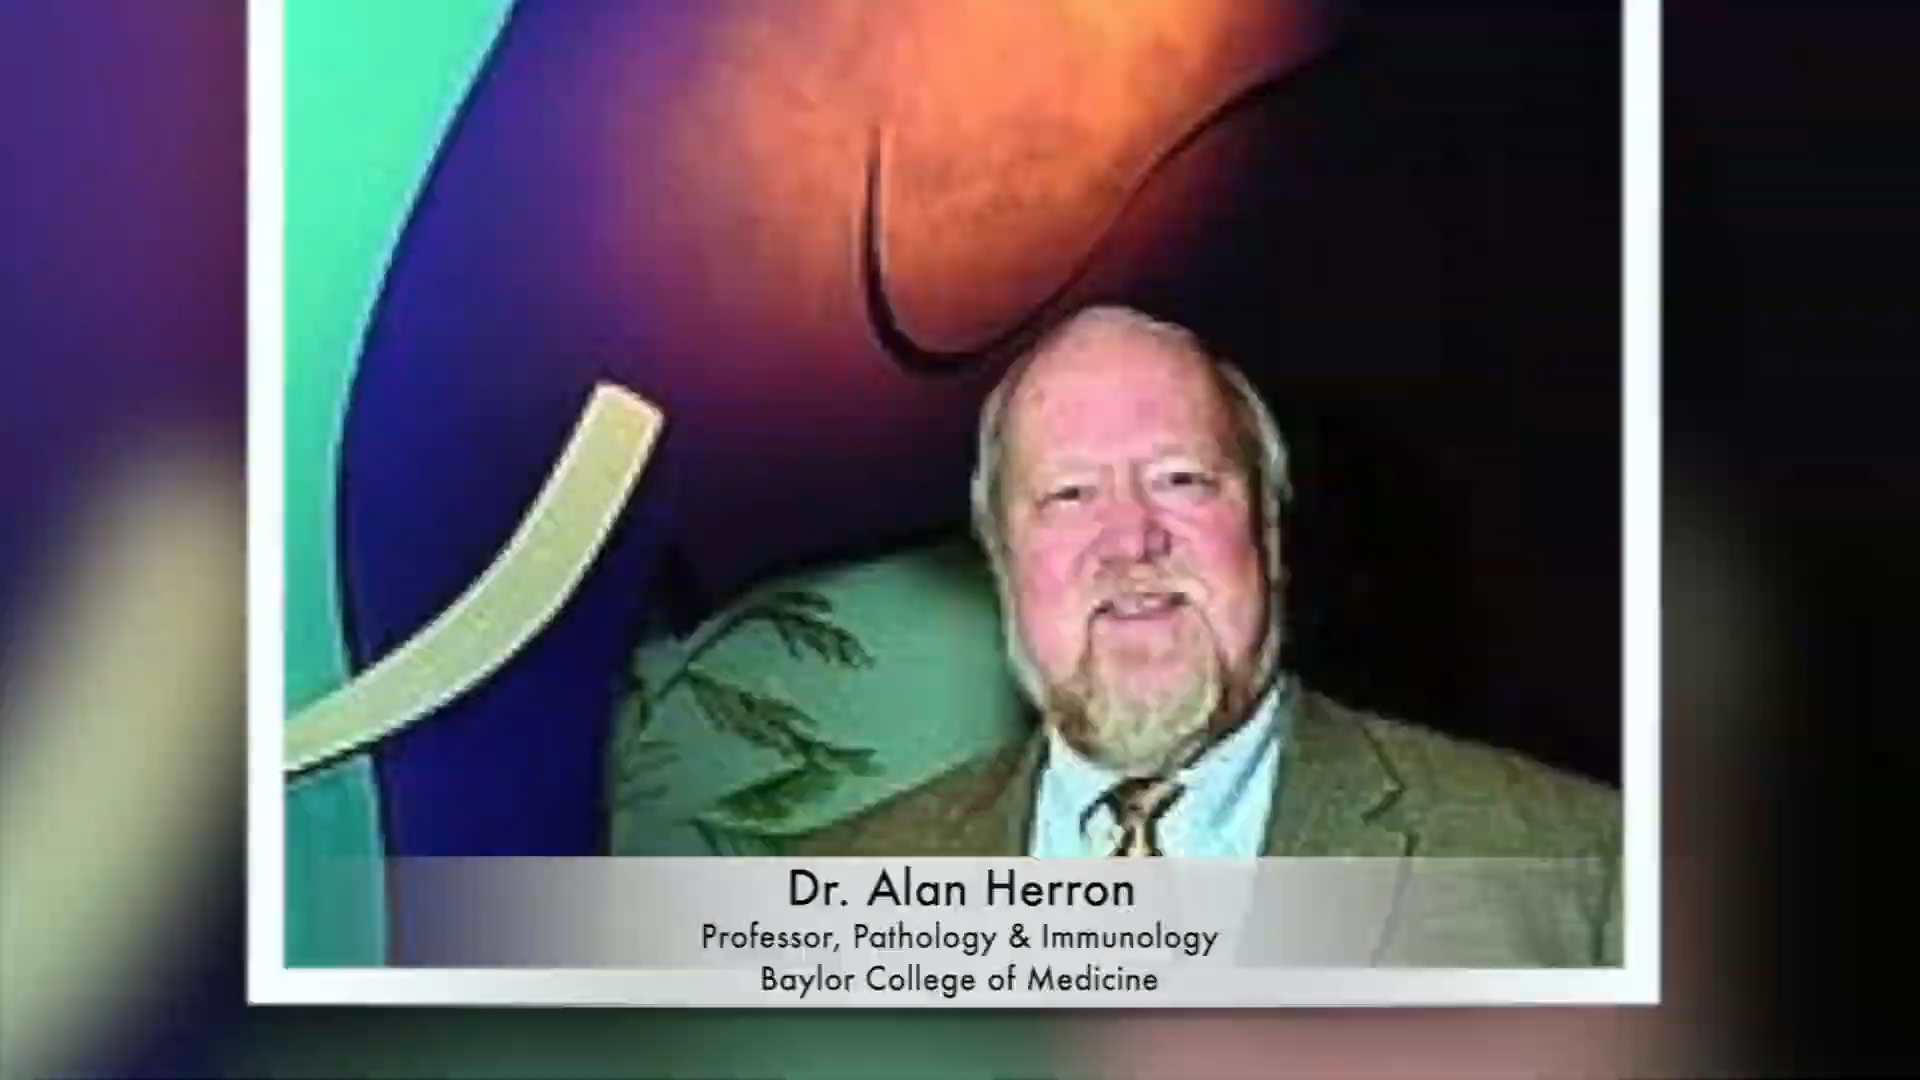 Dr. Alan Herron
Professor, Pathology & Immunology
Baylor College of Medicine